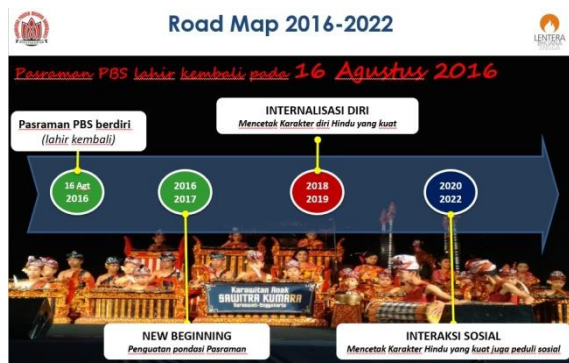 Road Map 2016-2022
LENTERA
Pasraman PBS lahir kembali pada 16 Agustus 2016
Pasraman PBS berdiri
(lahir kembali)
INTERNALISASI DIRI
Mencetak Karakter diri Hindu yang kuat
16 Agt
2016
2016
2017
2018
2019
2020
2022
Karawitan Anak
SAWITRA KUMARA
NEW BEGINNING
Penguatan pondasi Pasraman
INTERAKSI SOSIAL
Mencetak Karakter Hindu yang kuat juga peduli sosial